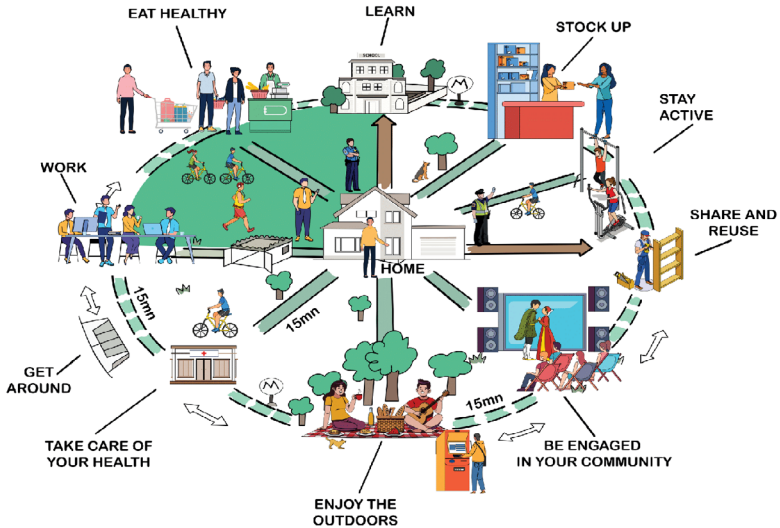 EAT HEALTHY
LEARN
STOCK UP
STAY
ACTIVE
SCHOOL
M
WORK
SHARE AND
REUSE
HOME
15mn
15mn
GET
AROUND
M
15mn
TAKE CARE OF
YOUR HEALTH
BE ENGAGED
IN YOUR COMMUNITY
ENJOY THE
OUTDOORS